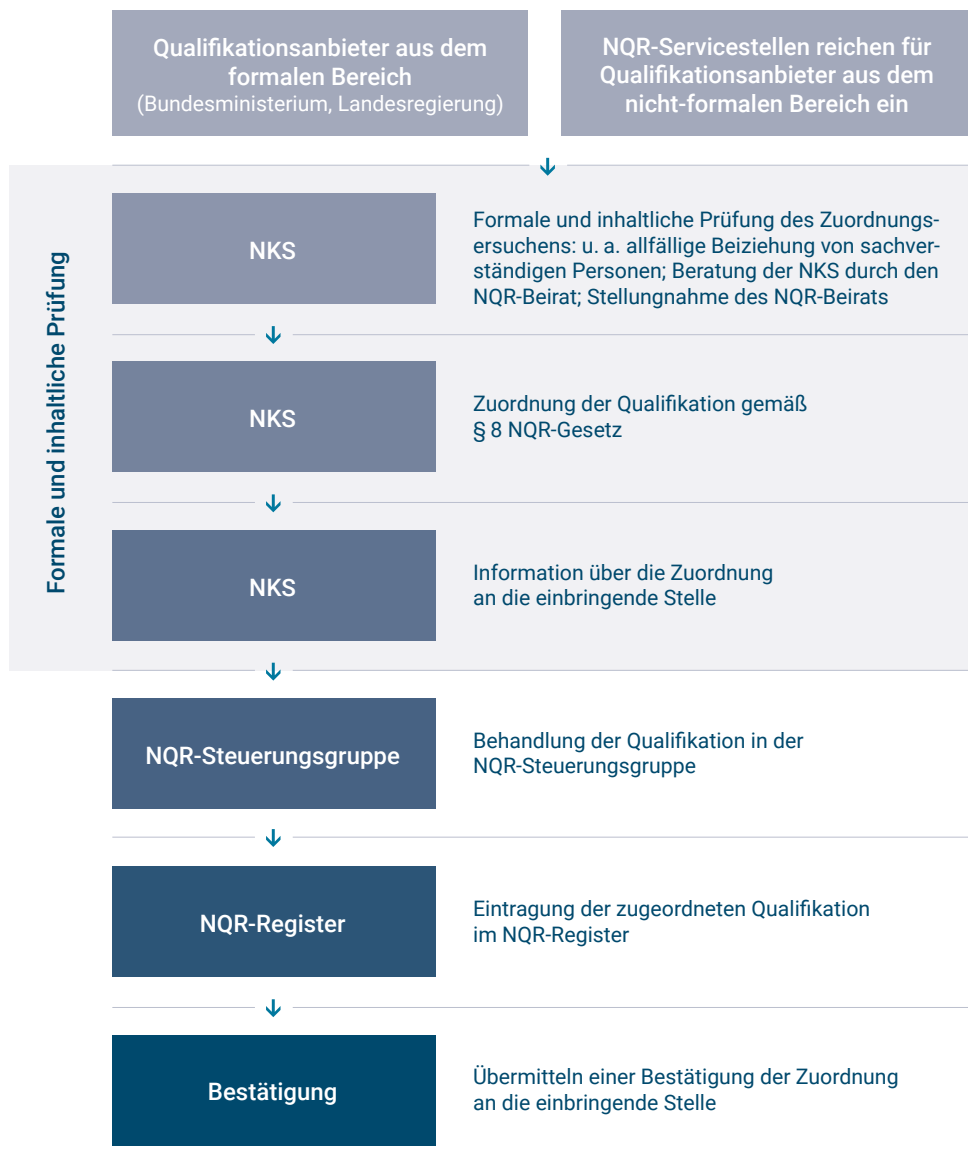 Qualifikationsanbieter aus dem
formalen Bereich
(Bundesministerium, Landesregierung)
NQR-Servicestellen reichen für
Qualifikationsanbieter aus dem
nicht-formalen Bereich ein
Formale und inhaltliche Prüfung
NKS
Formale und inhaltliche Prüfung des Zuordnungs-
ersuchens: u. a. allfällige Beiziehung von sachver-
ständigen Personen; Beratung der NKS durch den
NQR-Beirat; Stellungnahme des NQR-Beirats
NKS
Zuordnung der Qualifikation gemäß
§ 8 NQR-Gesetz
NKS
Information über die Zuordnung
an die einbringende Stelle
NQR-Steuerungsgruppe
Behandlung der Qualifikation in der
NQR-Steuerungsgruppe
NQR-Register
Eintragung der zugeordneten Qualifikation
im NQR-Register
Bestätigung
Übermitteln einer Bestätigung der Zuordnung
an die einbringende Stelle